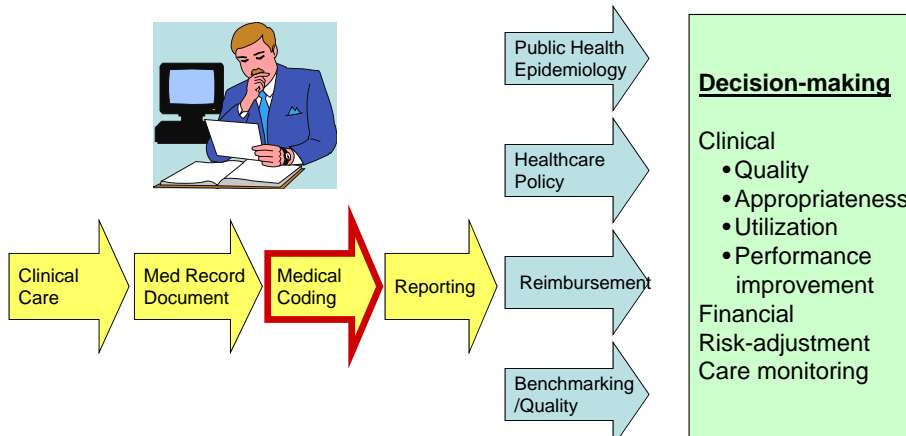 Clinical
Care
Med Record
Document
Medical
Coding
Reporting
Public Health
Epidemiology
Healthcare
Policy
Reimbursement
Benchmarking
/Quality
Decision-making
Clinical
•Quality
•Appropriateness
•Utilization
•Performance
improvement
Financial
Risk-adjustment
Care monitoring